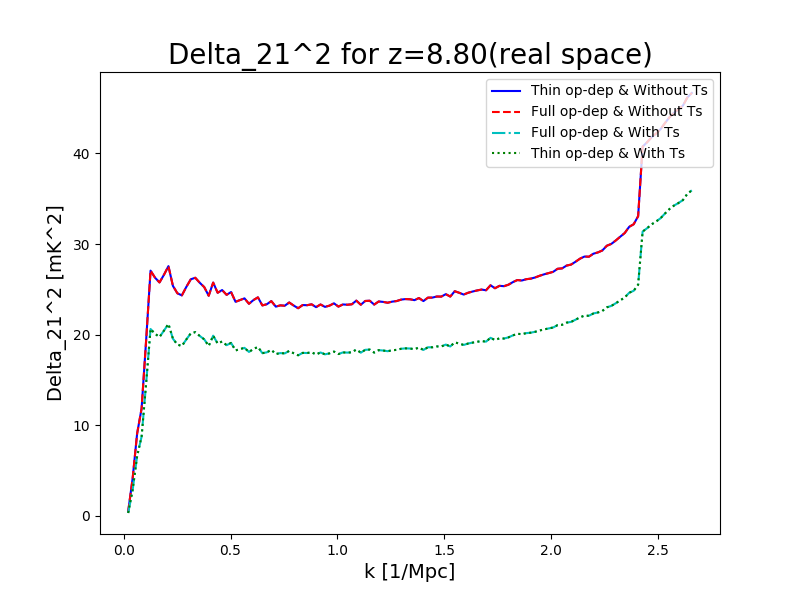 Delta_21^2 for z=8.80(real space)
Thin op-dep & Without Ts
Full op-dep & Without Ts
Full op-dep & With Ts
Thin op-dep & With Ts
Delta_21^2 [mK^2]
40
30
20
10
0
0.0 0.5 1.0 1.5 2.0 2.5
k [1/Mpc]